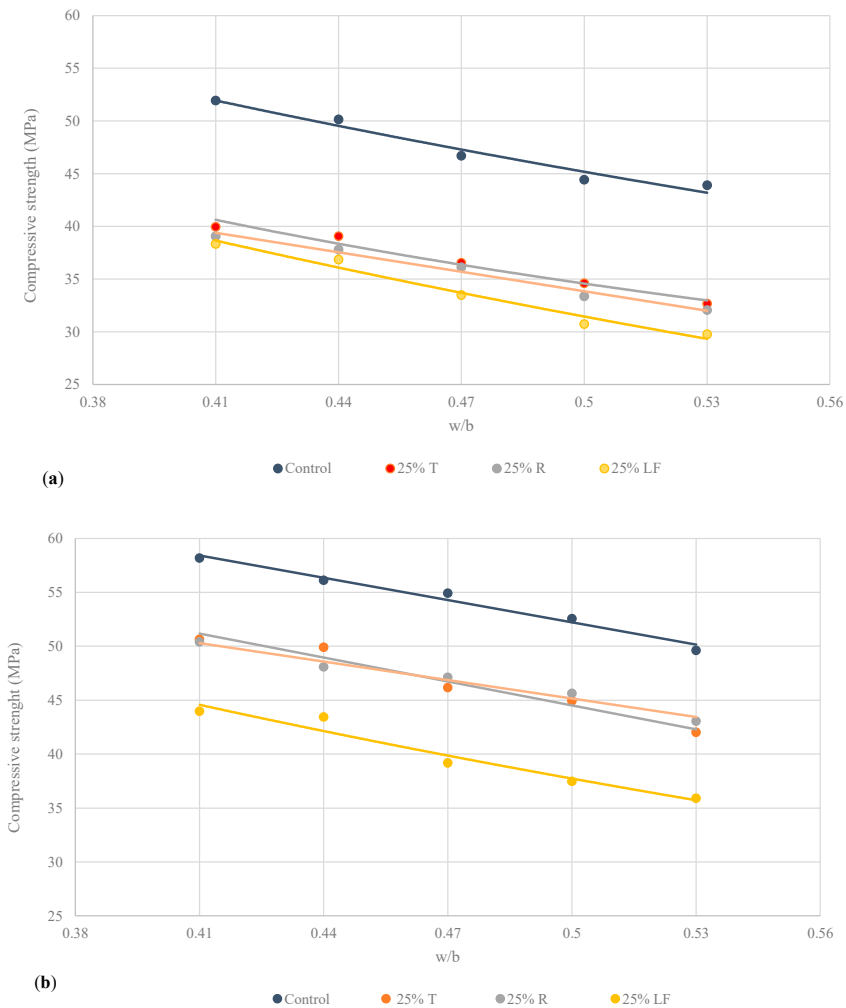 60
55
50
45
40
35
30
25
Compressive strength (MPa)
0.38 0.41 0.44 0.47 0.5 0.53 0.56
w/b
Control 25% T 25% R 25% LF
(a)
60
55
50
45
40
35
30
25
Compressive strenght (MPa)
0.38 0.41 0.44 0.47 0.5 0.53 0.56
w/b
(b)
Control 25% T 25% R 25% LF